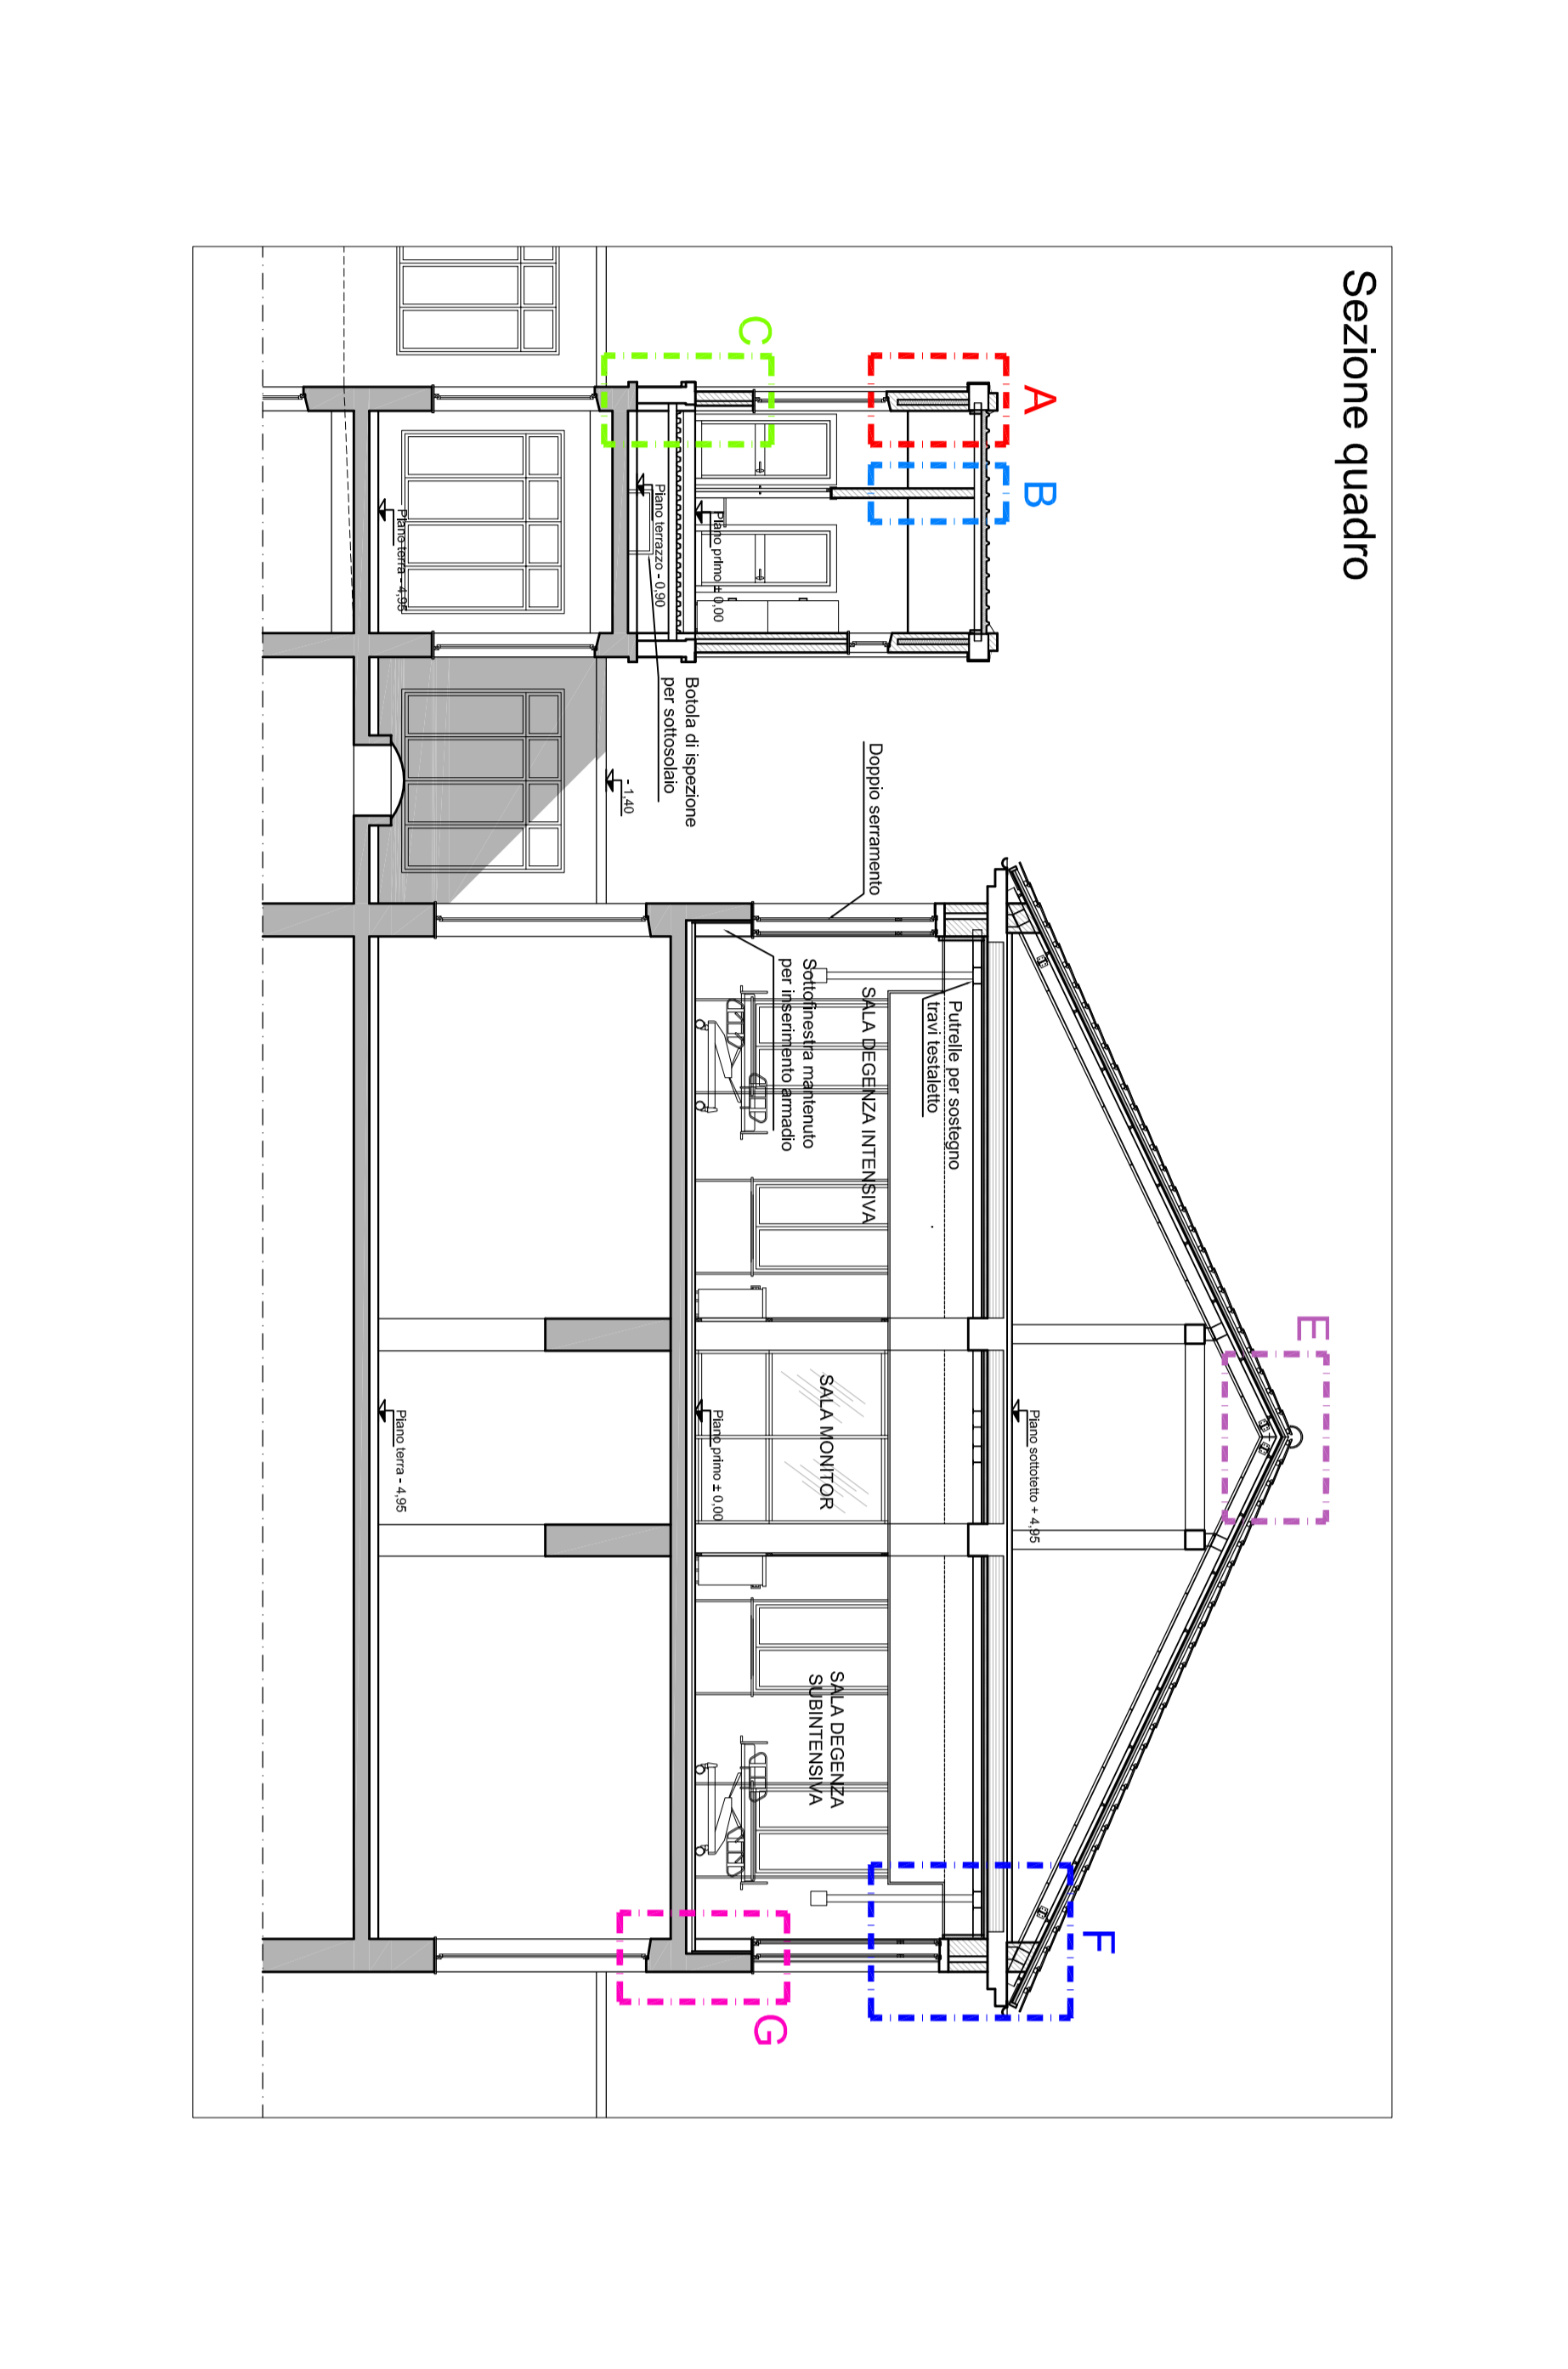 Sezione quadro
A
B
C
E
F
G
Piano terra - 4,95
Piano terrazzo - 0,90
Piano primo ± 0,00
Botola di ispezione
per sottosolaio
- 1,40
Doppio serramento
Putrelle per sostegno
travi testaletto
SALA DEGENZA INTENSIVA
Sottofinestra mantenuto
per inserimento armadio
Piano sottotetto + 4,95
SALA MONITOR
Piano primo ± 0,00
Piano terra - 4,95
SALA DEGENZA
SUBINTENSIVA